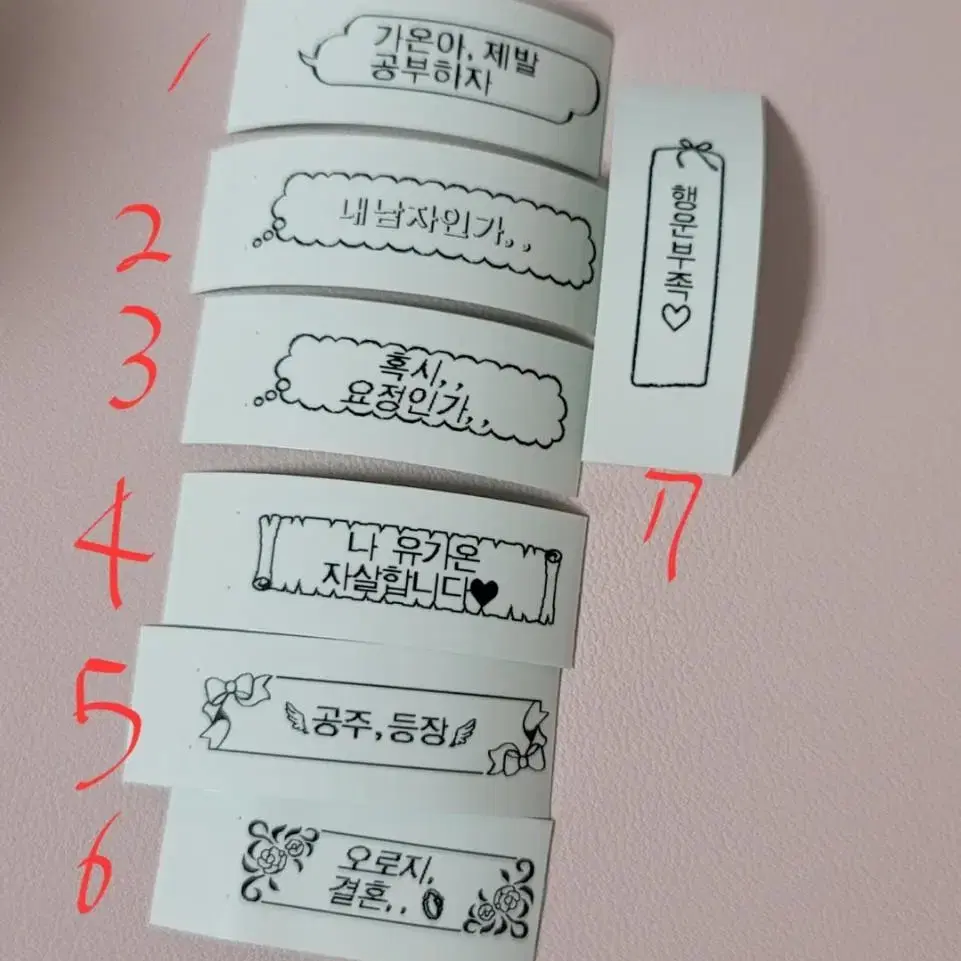 1
가온아, 제발
공부하자
2
내남자인가,,
3
혹시,,
요정인가,,
4
나 유가온
자살합니다♥
5
공주, 등장
6
오로지,
결혼,,
7
행운부족♡